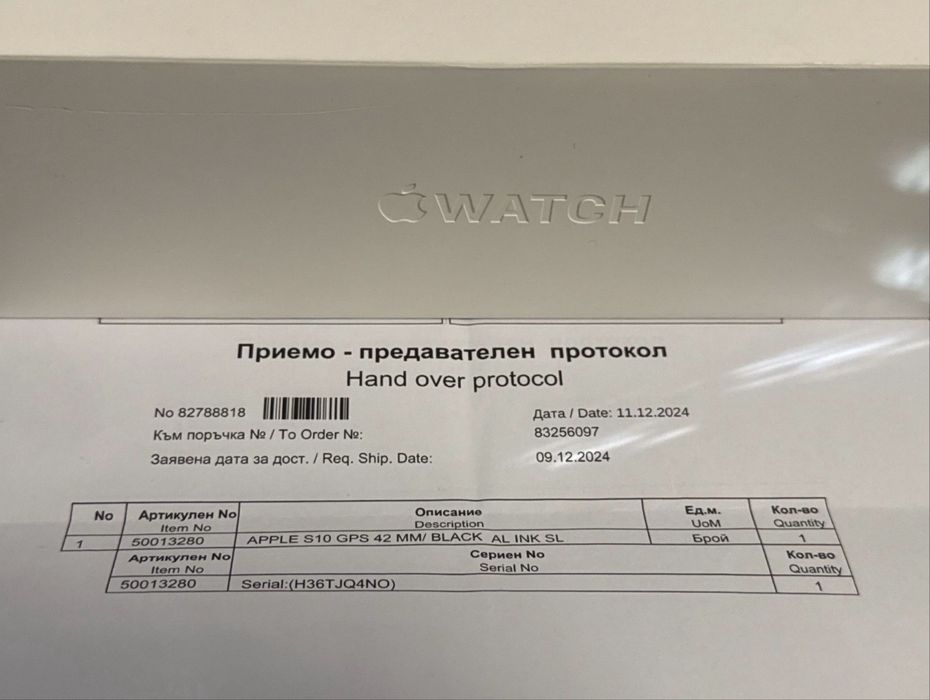 WATCH
Приемо - предавателен протокол
Hand over protocol
No 82788818
Дата / Date: 11.12.2024
Към поръчка № / To Order №:
83256097
Заявена дата за дост. / Req. Ship. Date:
09.12.2024
No Артикулен No Описание Ед.м. Кол-во
Item No Description UoM Quantity
1 50013280 APPLE S10 GPS 42 MM/ BLACK AL INK SL Брой 1
Артикулен No Сериен No Кол-во
Item No Serial No Quantity
50013280 Serial:(H36TJQ4NO) 1